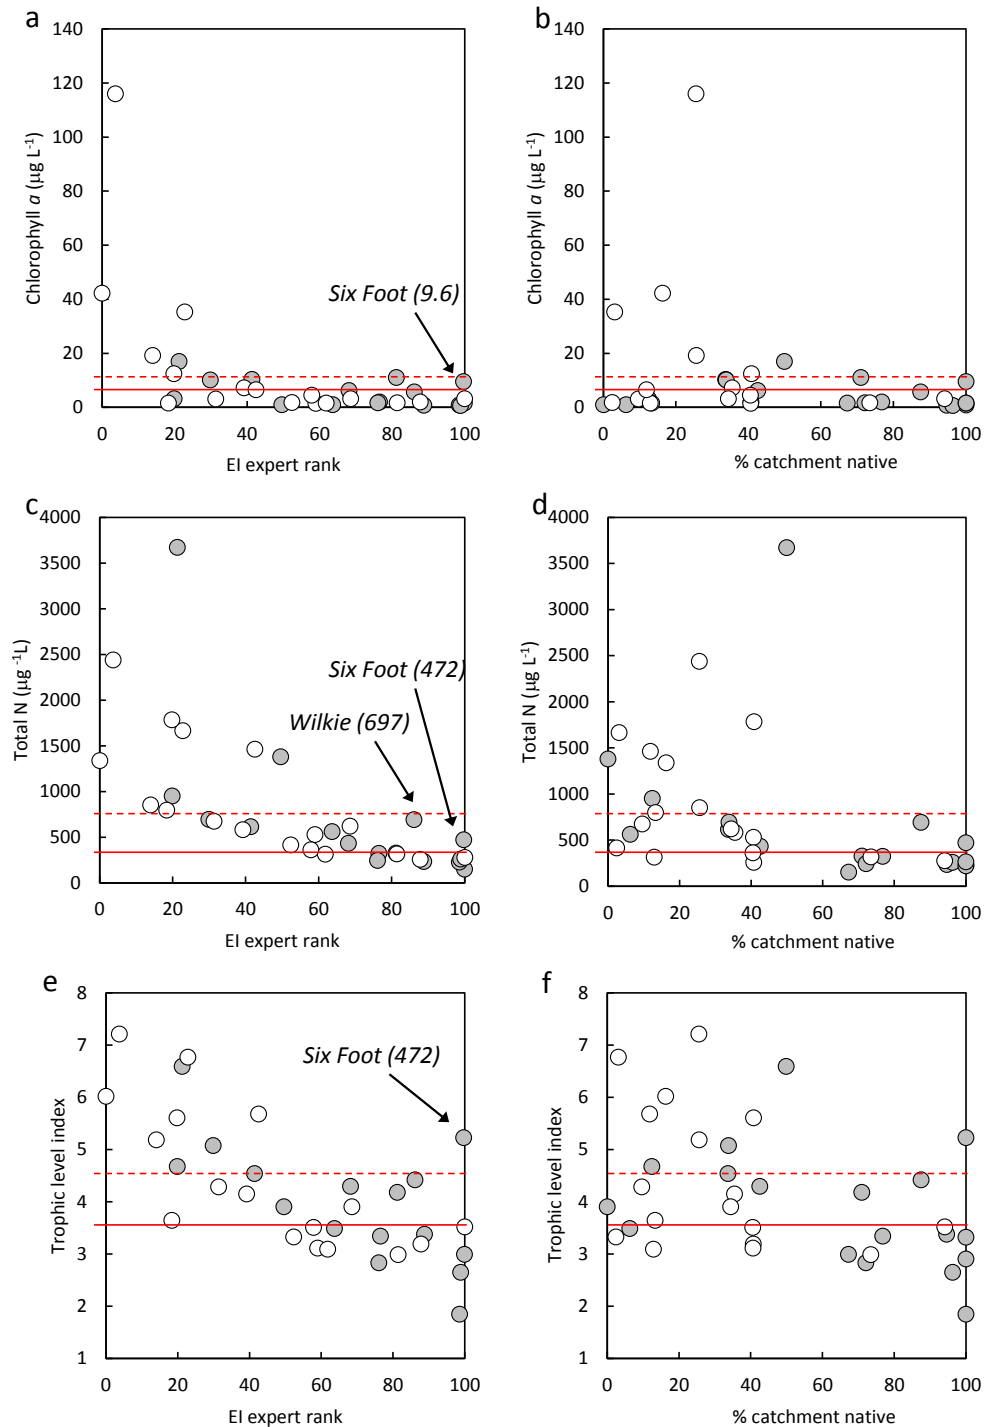 a
b
140
120
100
80
60
40
20
0
Chlorophyll a (µg L-1)
Six Foot (9.6)
0 20 40 60 80 100
EI expert rank
140
120
100
80
60
40
20
0
Chlorophyll a (µg L-1)
0 20 40 60 80 100
% catchment native
c
d
4000
3500
3000
2500
2000
1500
1000
500
0
Total N (µg -1L)
Six Foot (472)
Wilkie (697)
0 20 40 60 80 100
EI expert rank
4000
3500
3000
2500
2000
1500
1000
500
0
Total N (µg L-1)
0 20 40 60 80 100
% catchment native
e
f
8
7
6
5
4
3
2
1
Trophic level index
Six Foot (472)
0 20 40 60 80 100
EI expert rank
8
7
6
5
4
3
2
1
Trophic level index
0 20 40 60 80 100
% catchment native